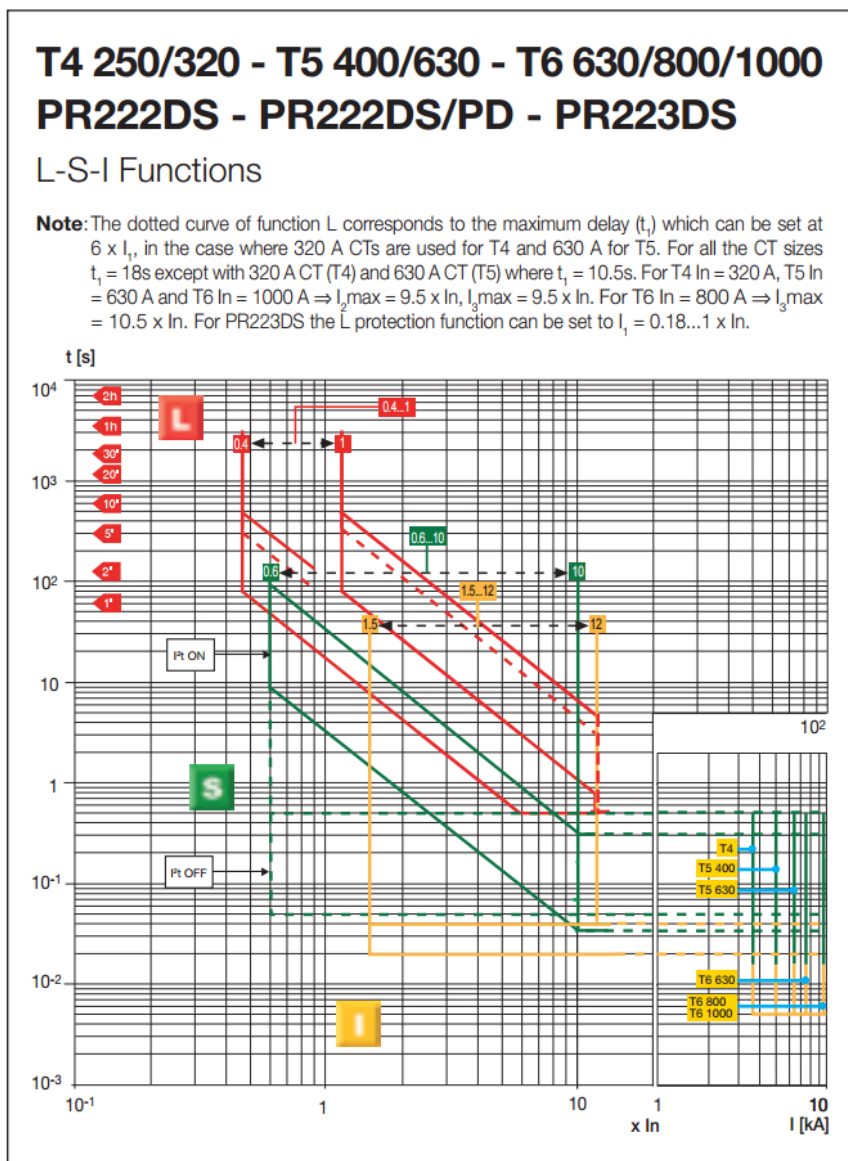 T4 250/320 - T5 400/630 - T6 630/800/1000
PR222DS - PR222DS/PD - PR223DS
L-S-I Functions
Note: The dotted curve of function L corresponds to the maximum delay (t₁) which can be set at
6 x I₁, in the case where 320 A CTs are used for T4 and 630 A for T5. For all the CT sizes
t₁ = 18s except with 320 A CT (T4) and 630 A CT (T5) where t₁ = 10.5s. For T4 In = 320 A, T5 In
= 630 A and T6 In = 1000 A ⇒ I₂max = 9.5 x In, I₃max = 9.5 x In. For T6 In = 800 A ⇒ I₃max
= 10.5 x In. For PR223DS the L protection function can be set to I₁ = 0.18...1 x In.
t [s]
10⁴
2h
L
0.4...1
1h
0.4
1
30'
20'
10³
10'
5'
0.6...10
2'
0.6
10
10²
1.5...12
1'
1.5
12
I²t ON
10
10²
1
S
T4
I²t OFF
T5 400
10⁻¹
T5 630
10⁻²
T6 630
T6 800
T6 1000
I
10⁻³
10⁻¹
1
10
x In
1
10
I [kA]